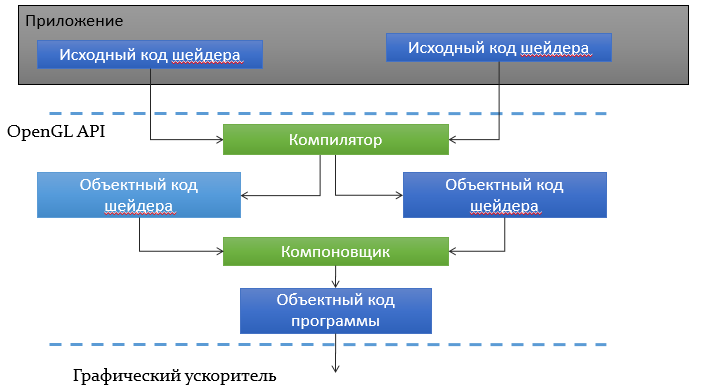 Приложение
Исходный код шейдера
Исходный код шейдера
OpenGL API
Компилятор
Объектный код
шейдера
Объектный код
шейдера
Компоновщик
Объектный код
программы
Графический ускоритель